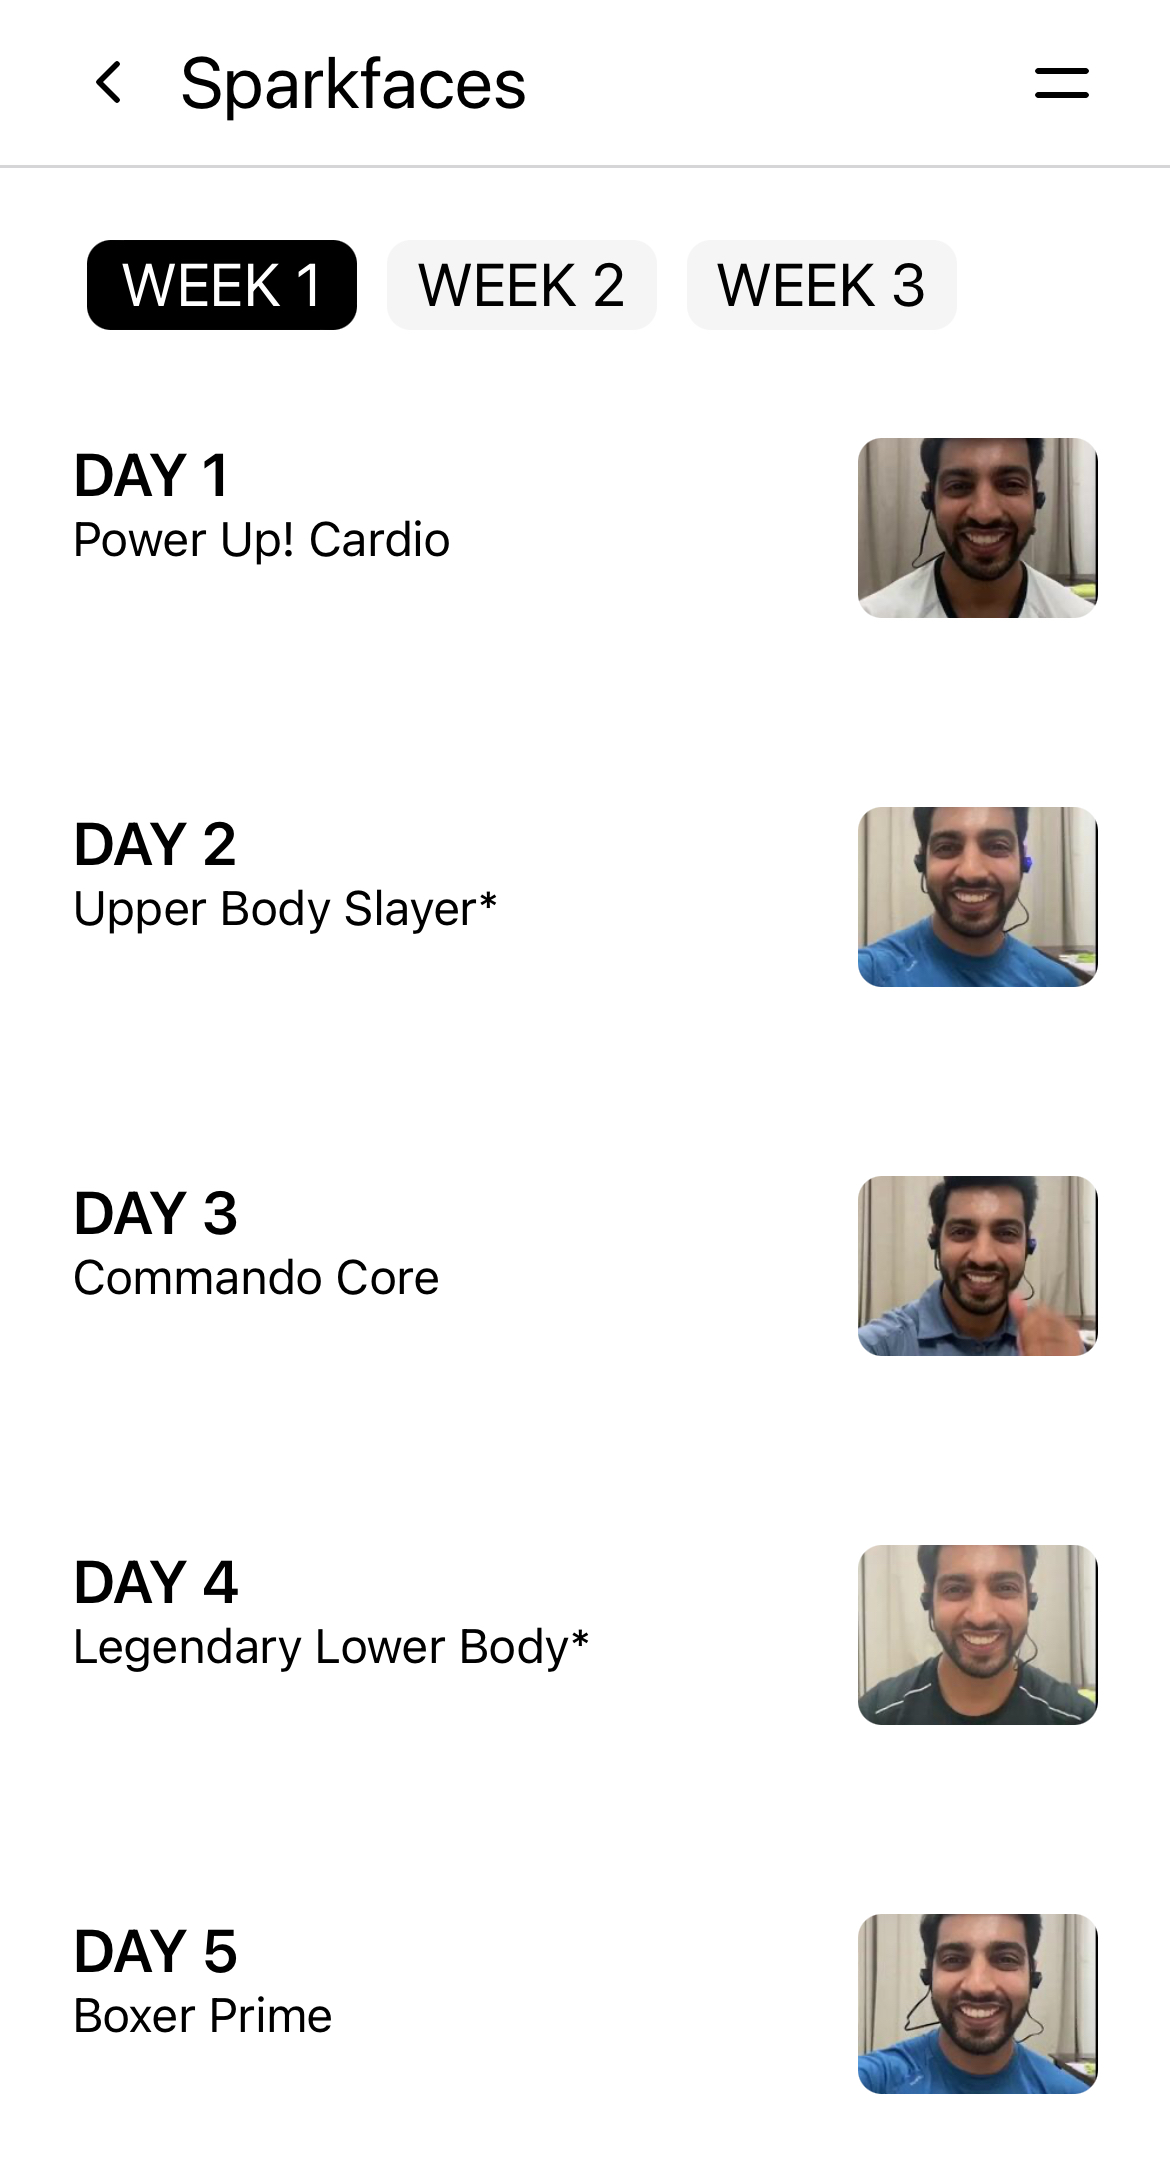 Sparkfaces
WEEK 1 WEEK 2 WEEK 3
DAY 1
Power Up! Cardio
DAY 2
Upper Body Slayer*
DAY 3
Commando Core
DAY 4
Legendary Lower Body*
DAY 5
Boxer Prime